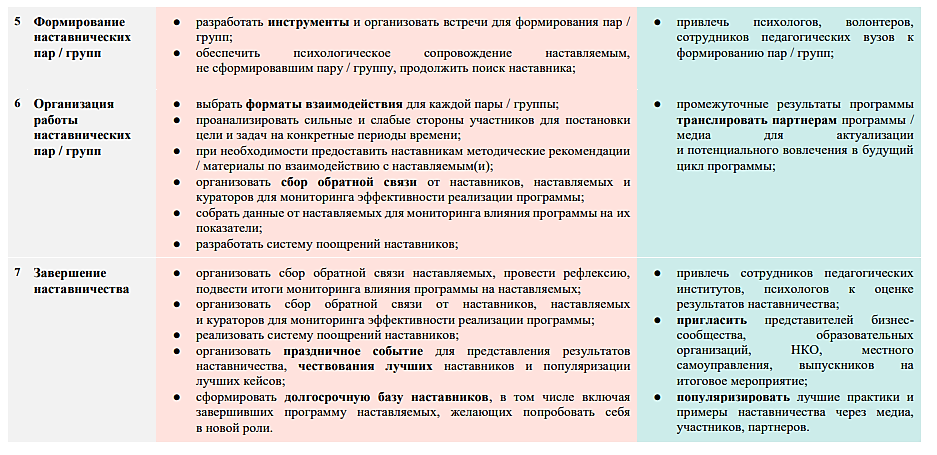 5 Формирование
наставнических
пар / групп
● разработать инструменты и организовать встречи для формирования пар /
групп;
● обеспечить психологическое сопровождение наставляемым,
не сформировавшим пару / группу, продолжить поиск наставника;
● привлечь психологов, волонтеров,
сотрудников педагогических вузов к
формированию пар / групп;
6 Организация
работы
наставнических
пар / групп
● выбрать форматы взаимодействия для каждой пары / группы;
● проанализировать сильные и слабые стороны участников для постановки
цели и задач на конкретные периоды времени;
● при необходимости предоставить наставникам методические рекомендации
/ материалы по взаимодействию с наставляемым(и);
● организовать сбор обратной связи от наставников, наставляемых и
кураторов для мониторинга эффективности реализации программы;
● собрать данные от наставляемых для мониторинга влияния программы на их
показатели;
● разработать систему поощрений наставников;
● промежуточные результаты программы
транслировать партнерам программы /
медиа для актуализации
и потенциального вовлечения в будущий
цикл программы;
7 Завершение
наставничества
● организовать сбор обратной связи наставляемых, провести рефлексию,
подвести итоги мониторинга влияния программы на наставляемых;
● организовать сбор обратной связи от наставников, наставляемых
и кураторов для мониторинга эффективности реализации программы;
● реализовать систему поощрений наставников;
● организовать праздничное событие для представления результатов
наставничества, чествования лучших наставников и популяризации
лучших кейсов;
● сформировать долгосрочную базу наставников, в том числе включая
завершивших программу наставляемых, желающих попробовать себя
в новой роли.
● привлечь сотрудников педагогических
институтов, психологов к оценке
результатов наставничества;
● пригласить представителей бизнес-
сообщества, образовательных
организаций, НКО, местного
самоуправления, выпускников на
итоговое мероприятие;
● популяризировать лучшие практики и
примеры наставничества через медиа,
участников, партнеров.